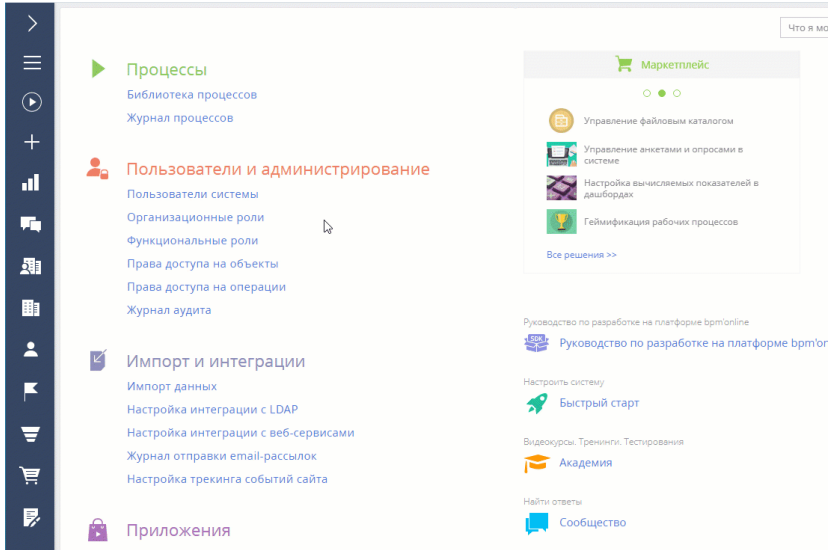 Что я мо
Процессы
Библиотека процессов
Журнал процессов
Пользователи и администрирование
Пользователи системы
Организационные роли
Функциональные роли
Права доступа на объекты
Права доступа на операции
Журнал аудита
Импорт и интеграции
Импорт данных
Настройка интеграции с LDAP
Настройка интеграции с веб-сервисами
Журнал отправки email-рассылок
Настройка трекинга событий сайта
Приложения
Маркетплейс
Управление файловым каталогом
Управление анкетами и опросами в
системе
Настройка вычисляемых показателей в
дашбордах
Геймификация рабочих процессов
Все решения >>
Руководство по разработке на платформе bpm'online
SDK
Руководство по разработке на платформе bpm'on
Настроить систему
Быстрый старт
Видеокурсы. Тренинги. Тестирования
Академия
Найти ответы
Сообщество